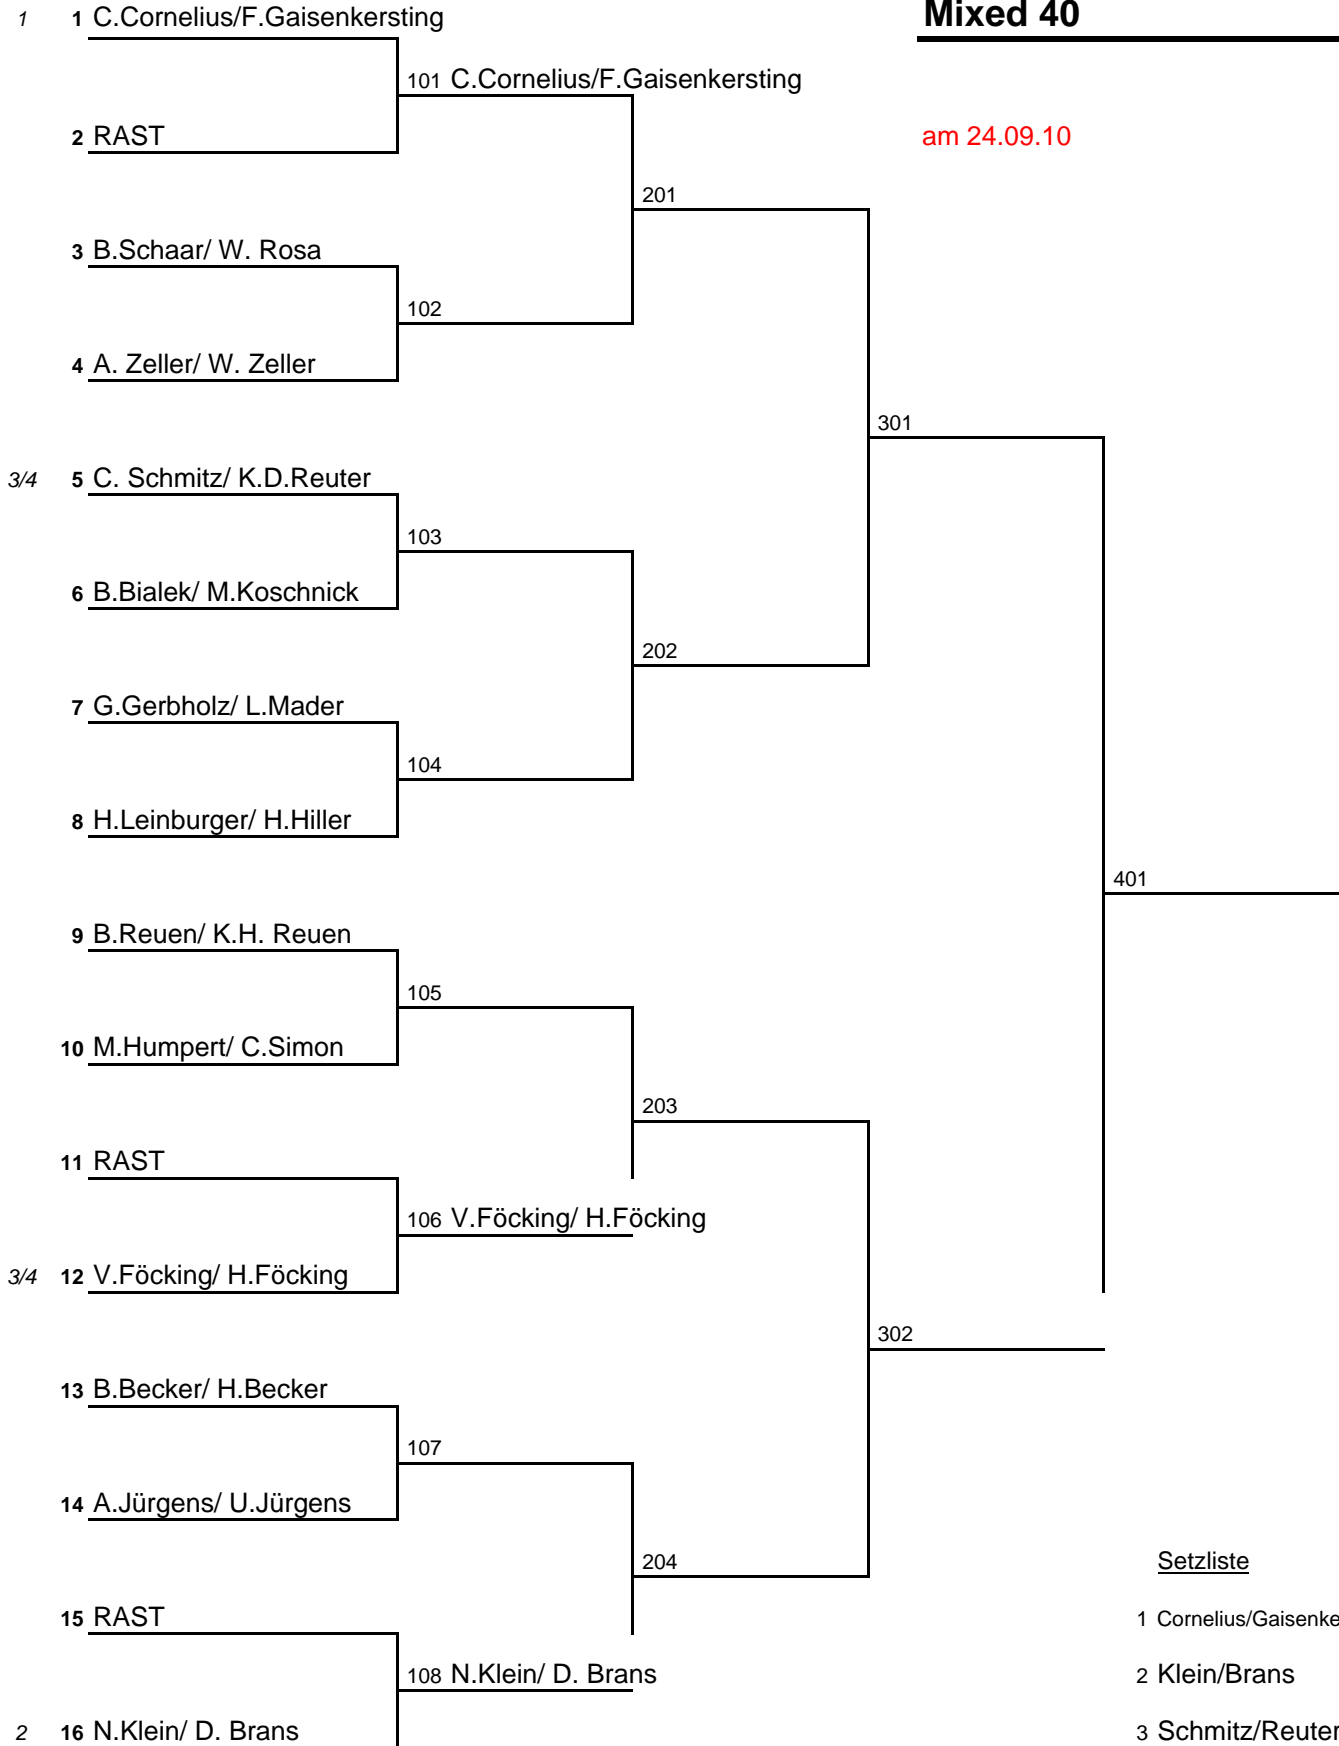 1 1 C.Cornelius/F.Gaisenkersting
Mixed 40
101 C.Cornelius/F.Gaisenkersting
2 RAST
am 24.09.10
201
3 B.Schaar/ W. Rosa
102
4 A. Zeller/ W. Zeller
301
3/4 5 C. Schmitz/ K.D.Reuter
103
6 B.Bialek/ M.Koschnick
202
7 G.Gerbholz/ L.Mader
104
8 H.Leinburger/ H.Hiller
401
9 B.Reuen/ K.H. Reuen
105
10 M.Humpert/ C.Simon
203
11 RAST
106 V.Föcking/ H.Föcking
3/4 12 V.Föcking/ H.Föcking
302
13 B.Becker/ H.Becker
107
14 A.Jürgens/ U.Jürgens
204
Setzliste
15 RAST
1 Cornelius/Gaisenke
108 N.Klein/ D. Brans
2 Klein/Brans
2 16 N.Klein/ D. Brans
3 Schmitz/Reuter